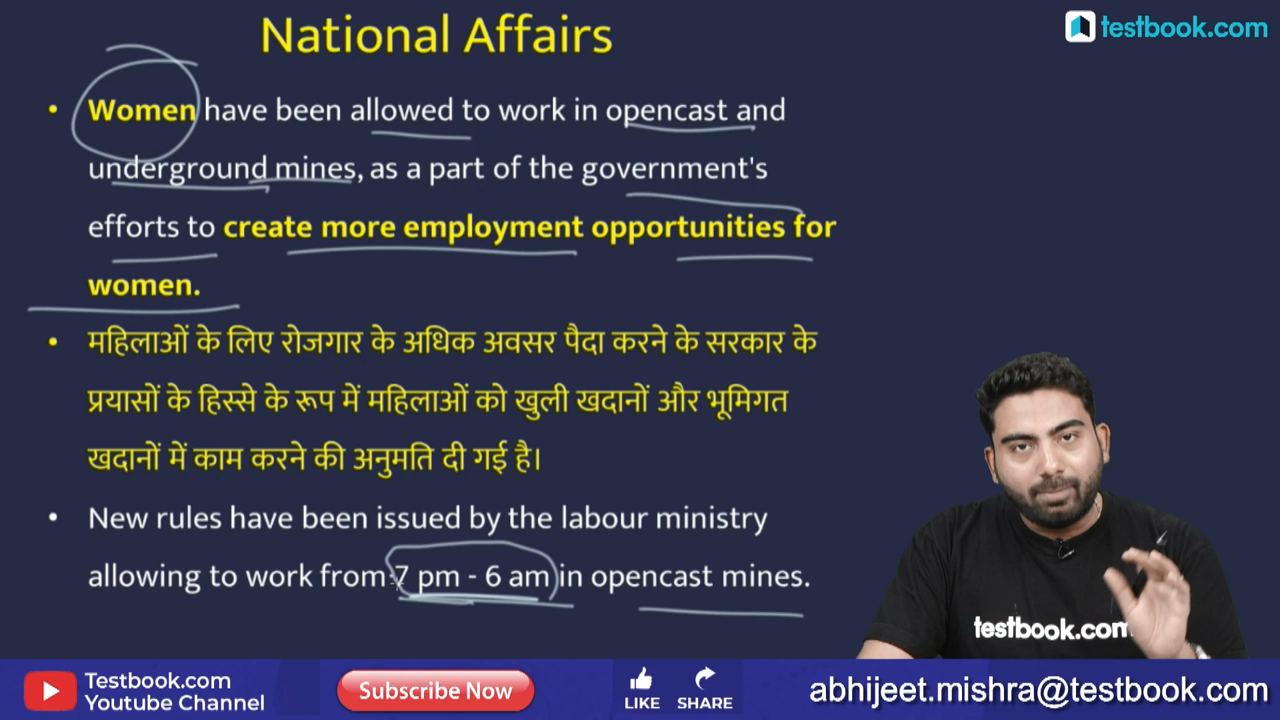 National Affairs
testbook.com
• Women have been allowed to work in opencast and
underground mines, as a part of the government's
efforts to create more employment opportunities for
women.
• महिलाओं के लिए रोजगार के अधिक अवसर पैदा करने के सरकार के
प्रयासों के हिस्से के रूप में महिलाओं को खुली खदानों और भूमिगत
खदानों में काम करने की अनुमति दी गई है।
• New rules have been issued by the labour ministry
allowing to work from 7 pm - 6 am in opencast mines.
testbook.com
Testbook.com
Youtube Channel
Subscribe Now
LIKE
SHARE
abhijeet.mishra@testbook.com